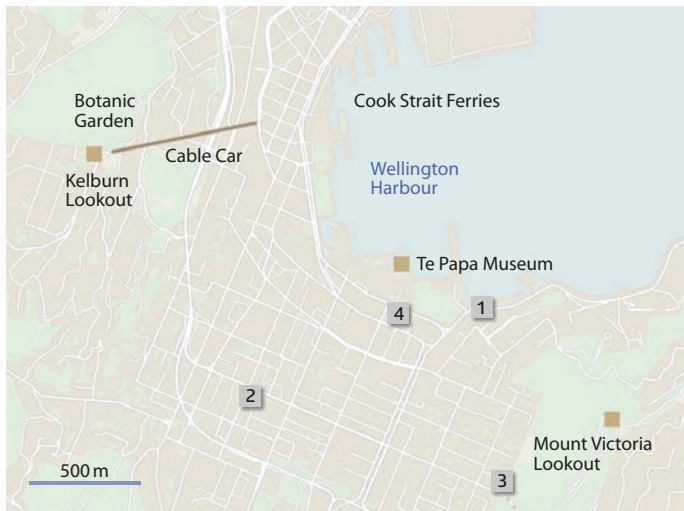 Cook Strait Ferries
Botanic
Garden
Cable Car
Kelburn
Lookout
Wellington
Harbour
Te Papa Museum
1
4
2
Mount Victoria
Lookout
500 m
3